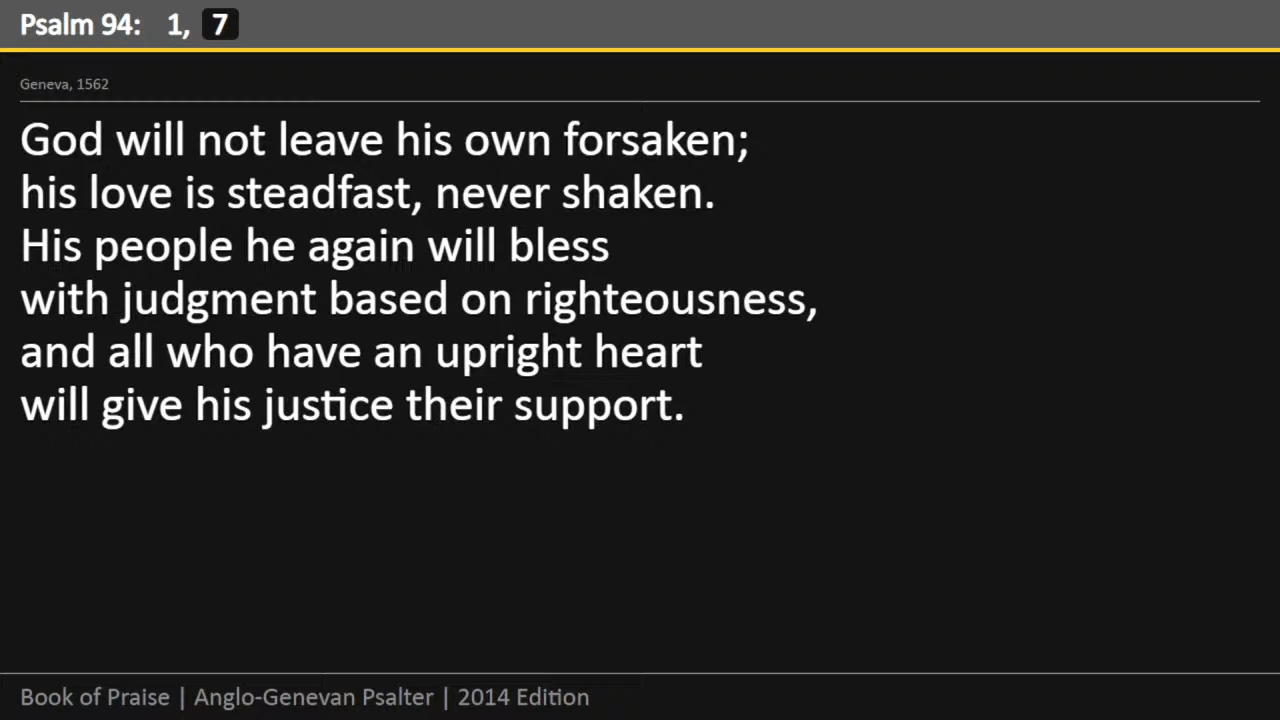 Psalm 94: 1, 7
Geneva, 1562
God will not leave his own forsaken;
his love is steadfast, never shaken.
His people he again will bless
with judgment based on righteousness,
and all who have an upright heart
will give his justice their support.
Book of Praise | Anglo-Genevan Psalter | 2014 Edition